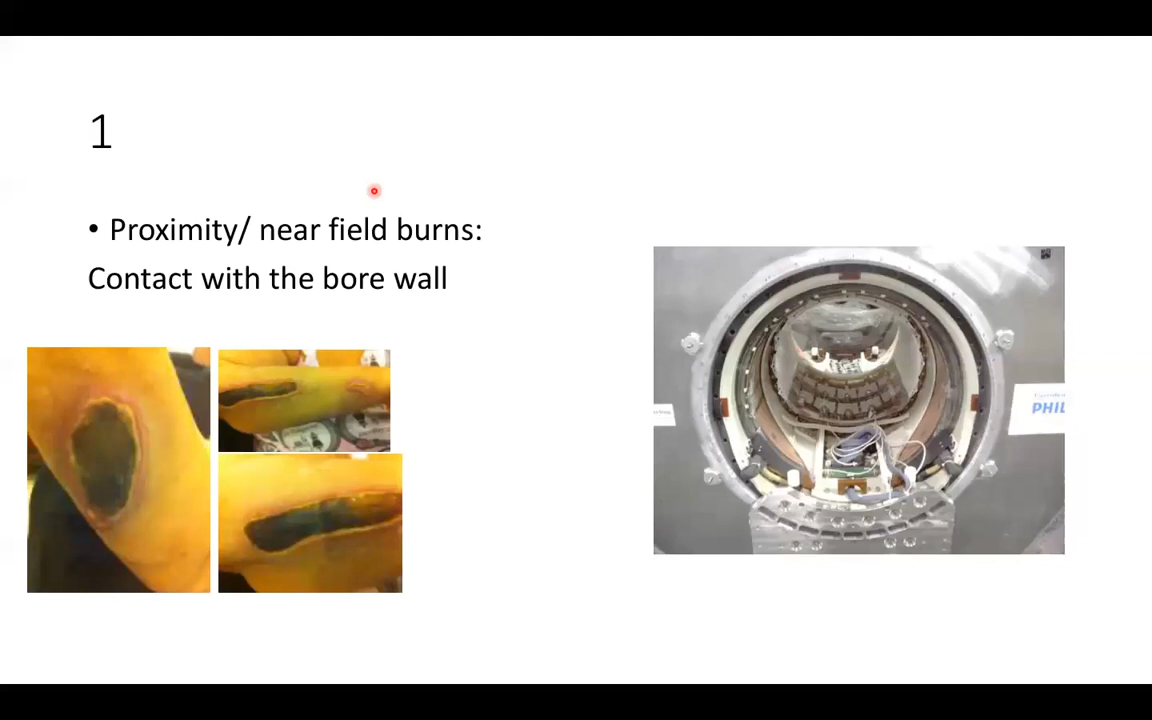 1
• Proximity/ near field burns:
Contact with the bore wall
PHIL